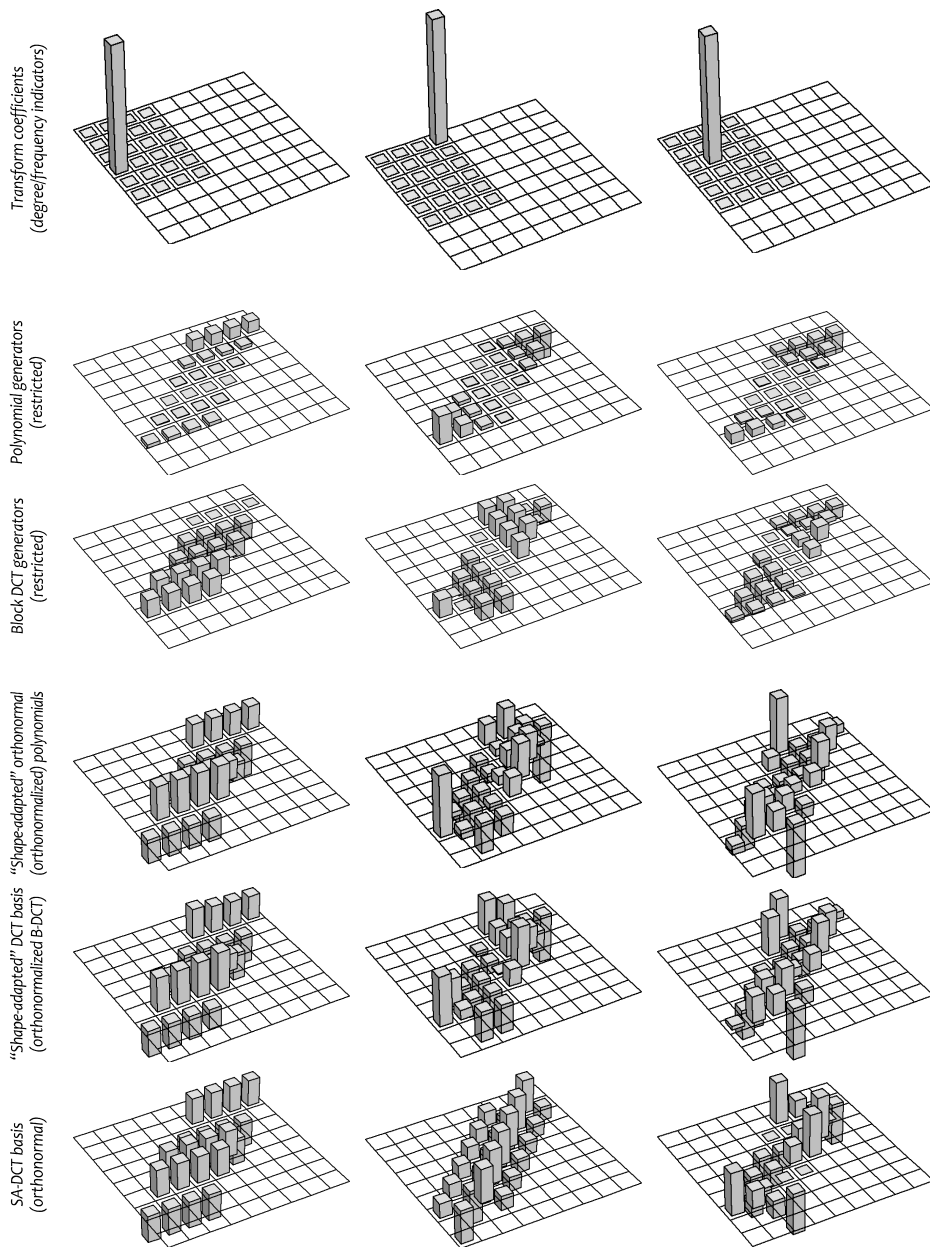 Transform coefficients
(degree/frequency indicators)
Polynomial generators
(restricted)
Block DCT generators
(restricted)
“Shape-adapted” orthonormal
(orthonormalized) polynomials
“Shape-adapted” DCT basis
(orthonormalized B-DCT)
SA-DCT basis
(orthonormal)